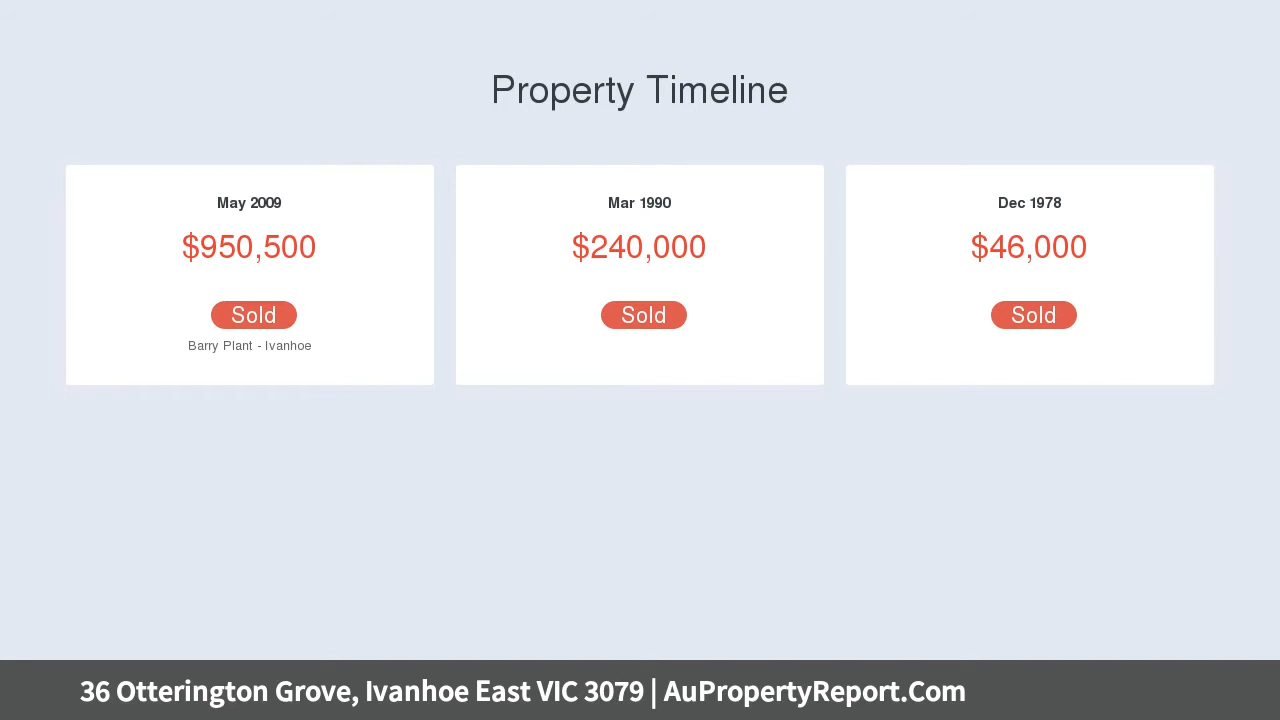 Property Timeline
May 2009
$950,500
Sold
Barry Plant - Ivanhoe
Mar 1990
$240,000
Sold
Dec 1978
$46,000
Sold
36 Otterington Grove, Ivanhoe East VIC 3079 | AuPropertyReport.Com